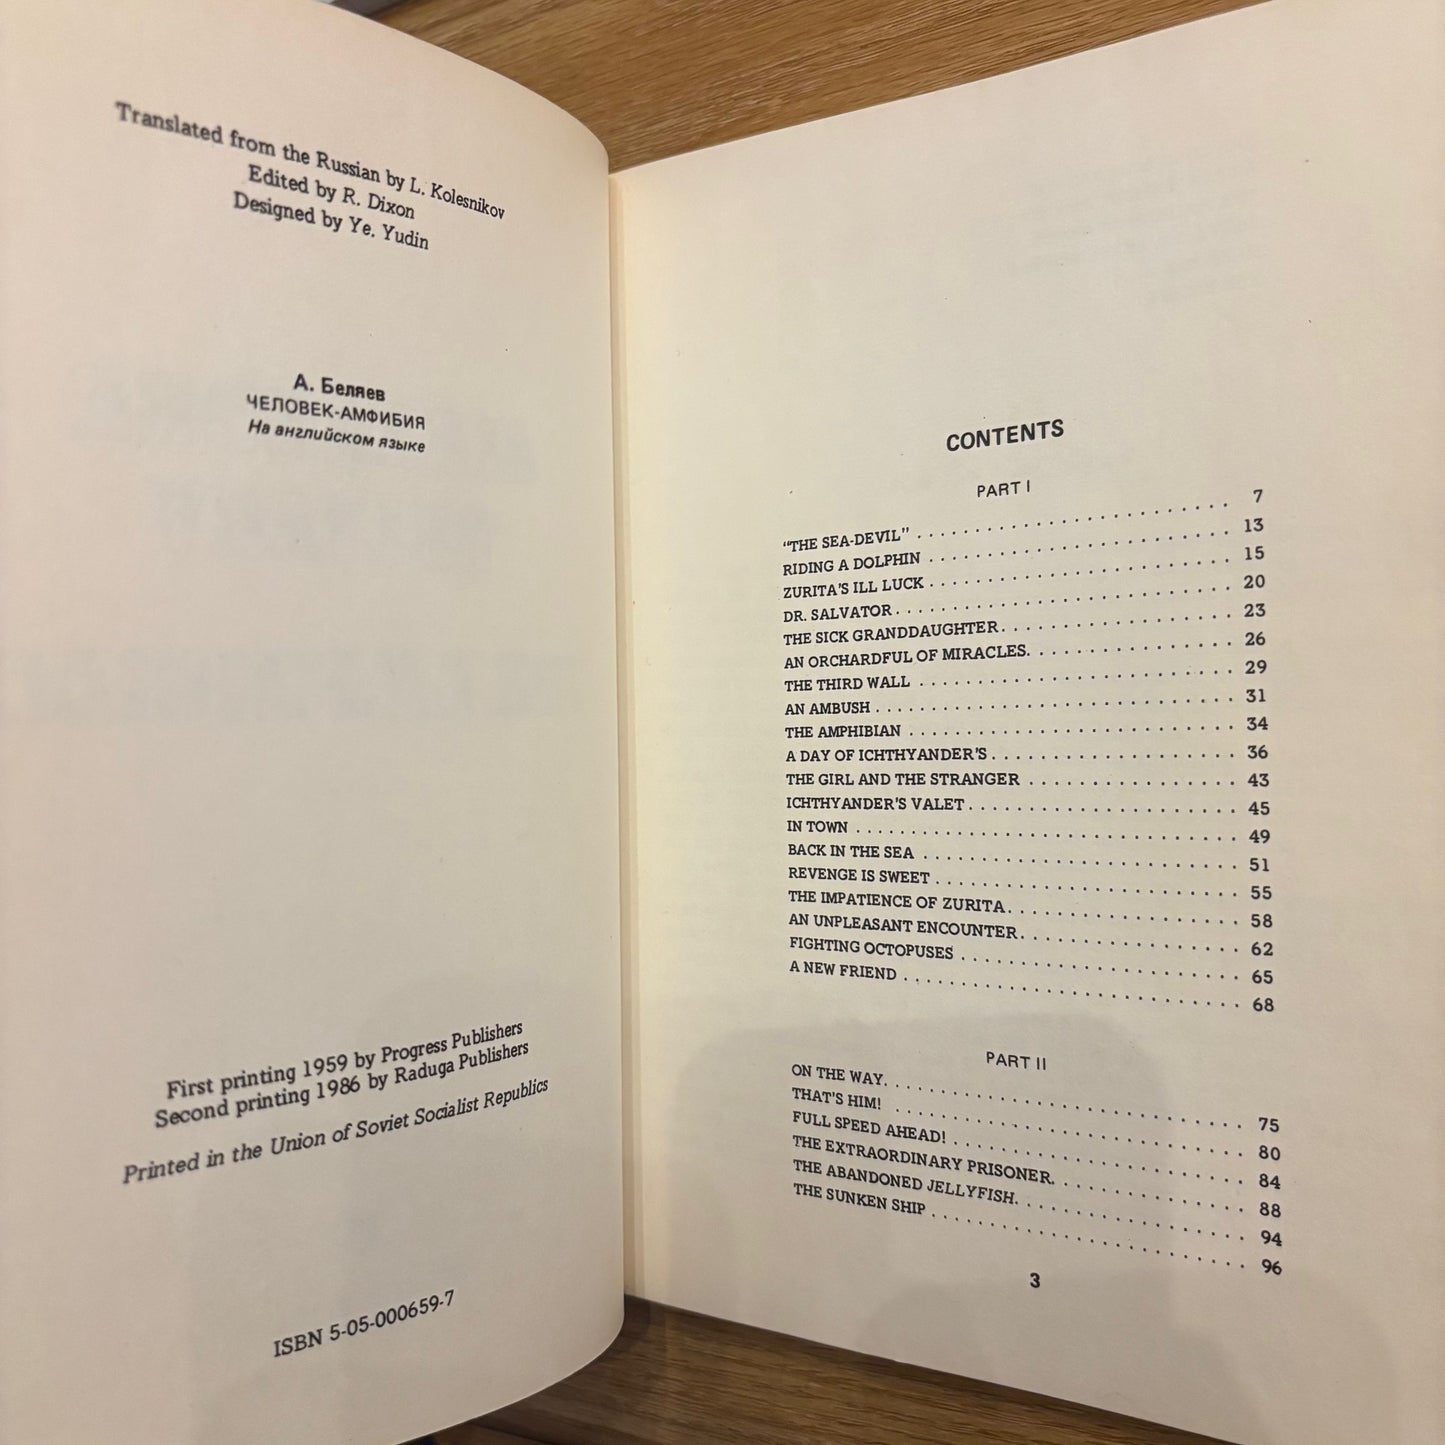 Translated from the Russian by L. Kolesnikov
Edited by R. Dixon
Designed by Ye. Yudin
А. Беляев
ЧЕЛОВЕК-АМФИБИЯ
На английском языке
First printing 1959 by Progress Publishers
Second printing 1986 by Raduga Publishers
Printed in the Union of Soviet Socialist Republics
ISBN 5-05-000659-7
CONTENTS
PART I
"THE SEA-DEVIL" . . . . . . . . . . . . . . . . . . . . . . 7
RIDING A DOLPHIN . . . . . . . . . . . . . . . . . . . . . 13
ZURITA'S ILL LUCK . . . . . . . . . . . . . . . . . . . . . 15
DR. SALVATOR . . . . . . . . . . . . . . . . . . . . . . . 20
THE SICK GRANDDAUGHTER . . . . . . . . . . . . . . . . 23
AN ORCHARDFUL OF MIRACLES . . . . . . . . . . . . . . 26
THE THIRD WALL . . . . . . . . . . . . . . . . . . . . . . 29
AN AMBUSH . . . . . . . . . . . . . . . . . . . . . . . . . 31
THE AMPHIBIAN . . . . . . . . . . . . . . . . . . . . . . . 34
A DAY OF ICHTHYANDER'S . . . . . . . . . . . . . . . . . 36
THE GIRL AND THE STRANGER . . . . . . . . . . . . . . . 43
ICHTHYANDER'S VALET . . . . . . . . . . . . . . . . . . . 45
IN TOWN . . . . . . . . . . . . . . . . . . . . . . . . . . 49
BACK IN THE SEA . . . . . . . . . . . . . . . . . . . . . . 51
REVENGE IS SWEET . . . . . . . . . . . . . . . . . . . . . 55
THE IMPATIENCE OF ZURITA . . . . . . . . . . . . . . . . 58
AN UNPLEASANT ENCOUNTER . . . . . . . . . . . . . . . 62
FIGHTING OCTOPUSES . . . . . . . . . . . . . . . . . . . 65
A NEW FRIEND . . . . . . . . . . . . . . . . . . . . . . . 68
PART II
ON THE WAY . . . . . . . . . . . . . . . . . . . . . . . . 75
THAT'S HIM! . . . . . . . . . . . . . . . . . . . . . . . . 80
FULL SPEED AHEAD! . . . . . . . . . . . . . . . . . . . . 84
THE EXTRAORDINARY PRISONER . . . . . . . . . . . . . 88
THE ABANDONED JELLYFISH . . . . . . . . . . . . . . . . 94
THE SUNKEN SHIP . . . . . . . . . . . . . . . . . . . . . 96
3